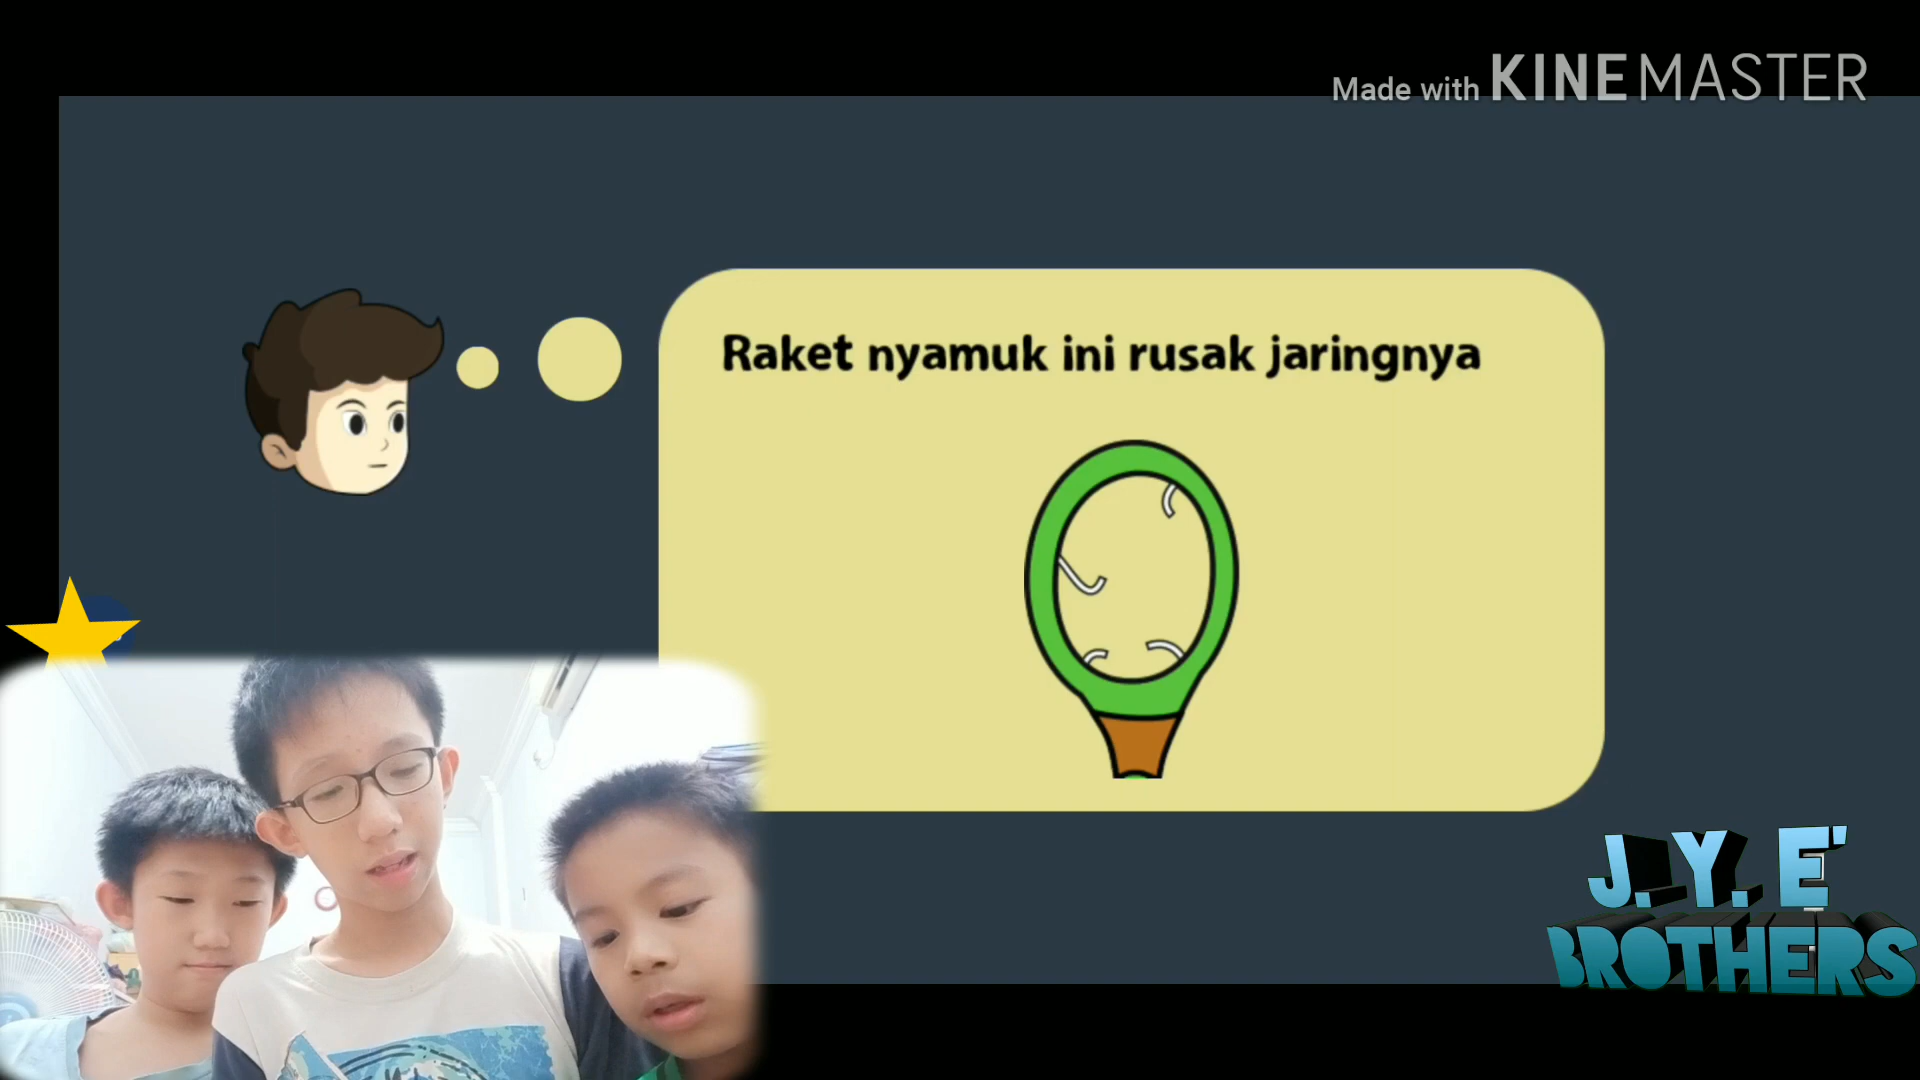 Made with KINEMASTER
Raket nyamuk ini rusak jaringnya
J.Y.E'
BROTHERS